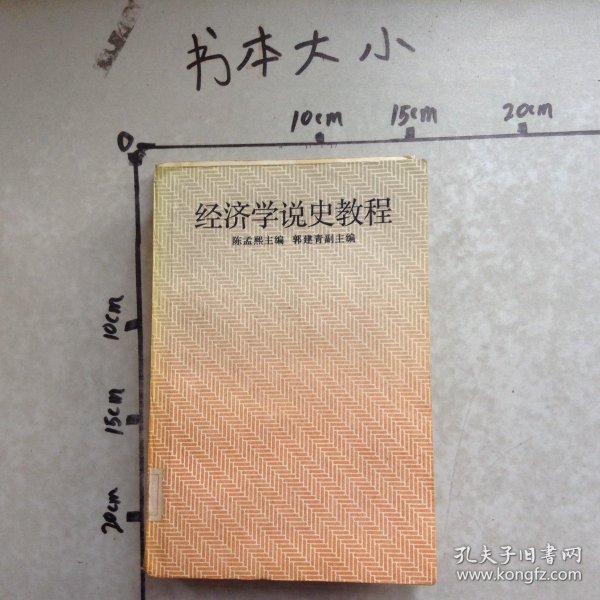 书本大小
10cm 15cm 20cm
0
经济学说史教程
陈孟熙主编 郭建青副主编
10cm
15cm
20cm
孔夫子旧书网
www.kongfz.com